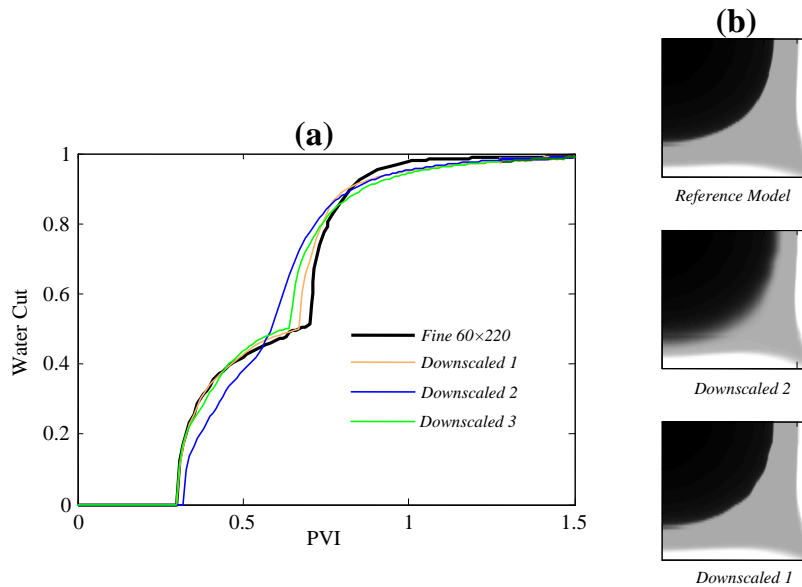 (a)
Water Cut
1
0.8
0.6
0.4
0.2
0
0
0.5
1
1.5
PVI
Fine 60×220
Downscaled 1
Downscaled 2
Downscaled 3
(b)
Reference Model
Downscaled 2
Downscaled 1